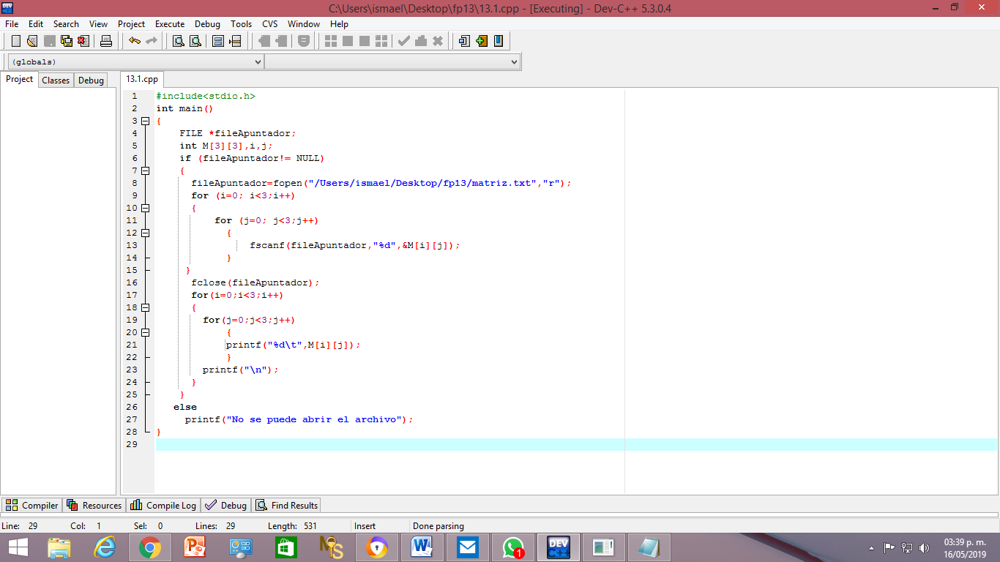 C:\Users\ismael\Desktop\fp13\13.1.cpp - [Executing] - Dev-C++ 5.3.0.4
File Edit Search View Project Execute Debug Tools CVS Window Help
(globals)
Project Classes Debug
13.1.cpp
1 #include<stdio.h>
2 int main()
3 {
4 FILE *fileApuntador;
5 int M[3][3],i,j;
6 if (fileApuntador!= NULL)
7 {
8 fileApuntador=fopen("/Users/ismael/Desktop/fp13/matriz.txt","r");
9 for (i=0; i<3;i++)
10 {
11 for (j=0; j<3;j++)
12 {
13 fscanf(fileApuntador,"%d",&M[i][j]);
14 }
15 }
16 fclose(fileApuntador);
17 for(i=0;i<3;i++)
18 {
19 for(j=0;j<3;j++)
20 {
21 printf("%d\t",M[i][j]);
22 }
23 printf("\n");
24 }
25 }
26 else
27 printf("No se puede abrir el archivo");
28 }
29
Compiler Resources Compile Log Debug Find Results
Line: 29 Col: 1 Sel: 0 Lines: 29 Length: 531 Insert Done parsing
DEV C++
1
03:39 p. m.
16/05/2019